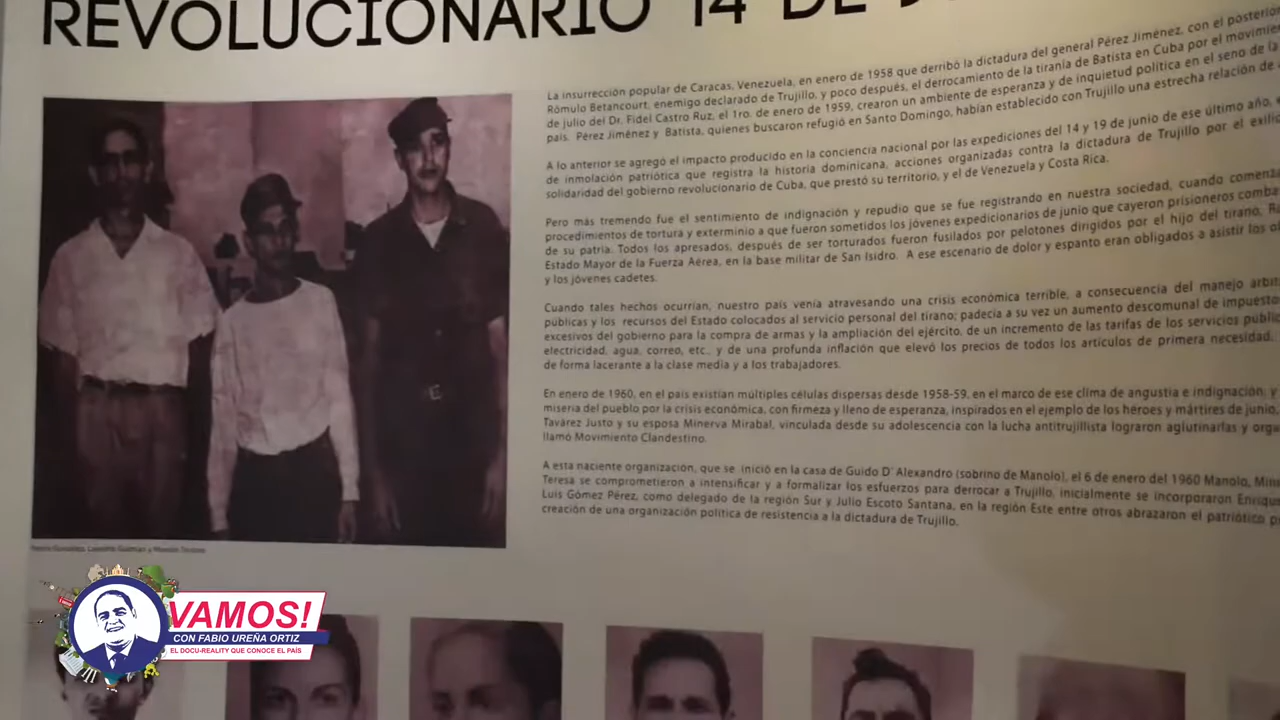 REVOLUCIONARIO 14 DE
La insurrección popular de Caracas, Venezuela, en enero de 1958 que derribó la dictadura del general Pérez Jiménez, con el posterior
Rómulo Betancourt, enemigo declarado de Trujillo, y poco después, el derrocamiento de la tiranía de Batista en Cuba por el
de julio del Dr. Fidel Castro Ruz, el 1ro. de enero de 1959, crearon un ambiente de esperanza y de inquietud política en el seno de la
país. Pérez Jiménez y Batista, quienes buscaron refugió en Santo Domingo, habían establecido con Trujillo una estrecha relación de
A lo anterior se agregó el impacto producido en la conciencia nacional por las expediciones del 14 y 19 de junio de ese último año,
de inmolación patriótica que registra la historia dominicana, acciones organizadas contra la dictadura de Trujillo por el
solidaridad del gobierno revolucionario de Cuba, que prestó su territorio, y el de Venezuela y Costa Rica.
Pero más tremendo fue el sentimiento de indignación y repudio que se fue registrando en nuestra sociedad, cuando
procedimientos de tortura y exterminio a que fueron sometidos los jóvenes expedicionarios de junio que cayeron prisioneros
de su patria. Todos los apresados, después de ser torturados fueron fusilados por pelotones dirigidos por el hijo del tirano,
Estado Mayor de la Fuerza Aérea, en la base militar de San Isidro. A ese escenario de dolor y espanto eran obligados a asistir los
y los jóvenes cadetes.
Cuando tales hechos ocurrían, nuestro país venía atravesando una crisis económica terrible, a consecuencia del manejo
públicas y los recursos del Estado colocados al servicio personal del tirano; padecía a su vez un aumento descomunal de
excesivos del gobierno para la compra de armas y la ampliación del ejército, de un incremento de las tarifas de los servicios
electricidad, agua, correo, etc., y de una profunda inflación que elevó los precios de todos los artículos de primera necesidad.
de forma lacerante a la clase media y a los trabajadores.
En enero de 1960, en el país existían múltiples células dispersas desde 1958-59, en el marco de ese clima de angustia e indignación; y
miseria del pueblo por la crisis económica, con firmeza y lleno de esperanza, inspirados en el ejemplo de los héroes y mártires de junio,
Tavárez Justo y su esposa Minerva Mirabal, vinculada desde su adolescencia con la lucha antitrujillista lograron aglutinarlas y
llamó Movimiento Clandestino.
A esta naciente organización, que se inició en la casa de Guido D' Alexandro (sobrino de Manolo), el 6 de enero del 1960 Manolo,
Teresa se comprometieron a intensificar y a formalizar los esfuerzos para derrocar a Trujillo, inicialmente se incorporaron
Luis Gómez Pérez, como delegado de la región Sur y Julio Escoto Santana, en la región Este entre otros abrazaron el patriótico
creación de una organización política de resistencia a la dictadura de Trujillo.
VAMOS!
CON FABIO UREÑA ORTIZ
EL DOCU-REALITY QUE CONOCE EL PAÍS